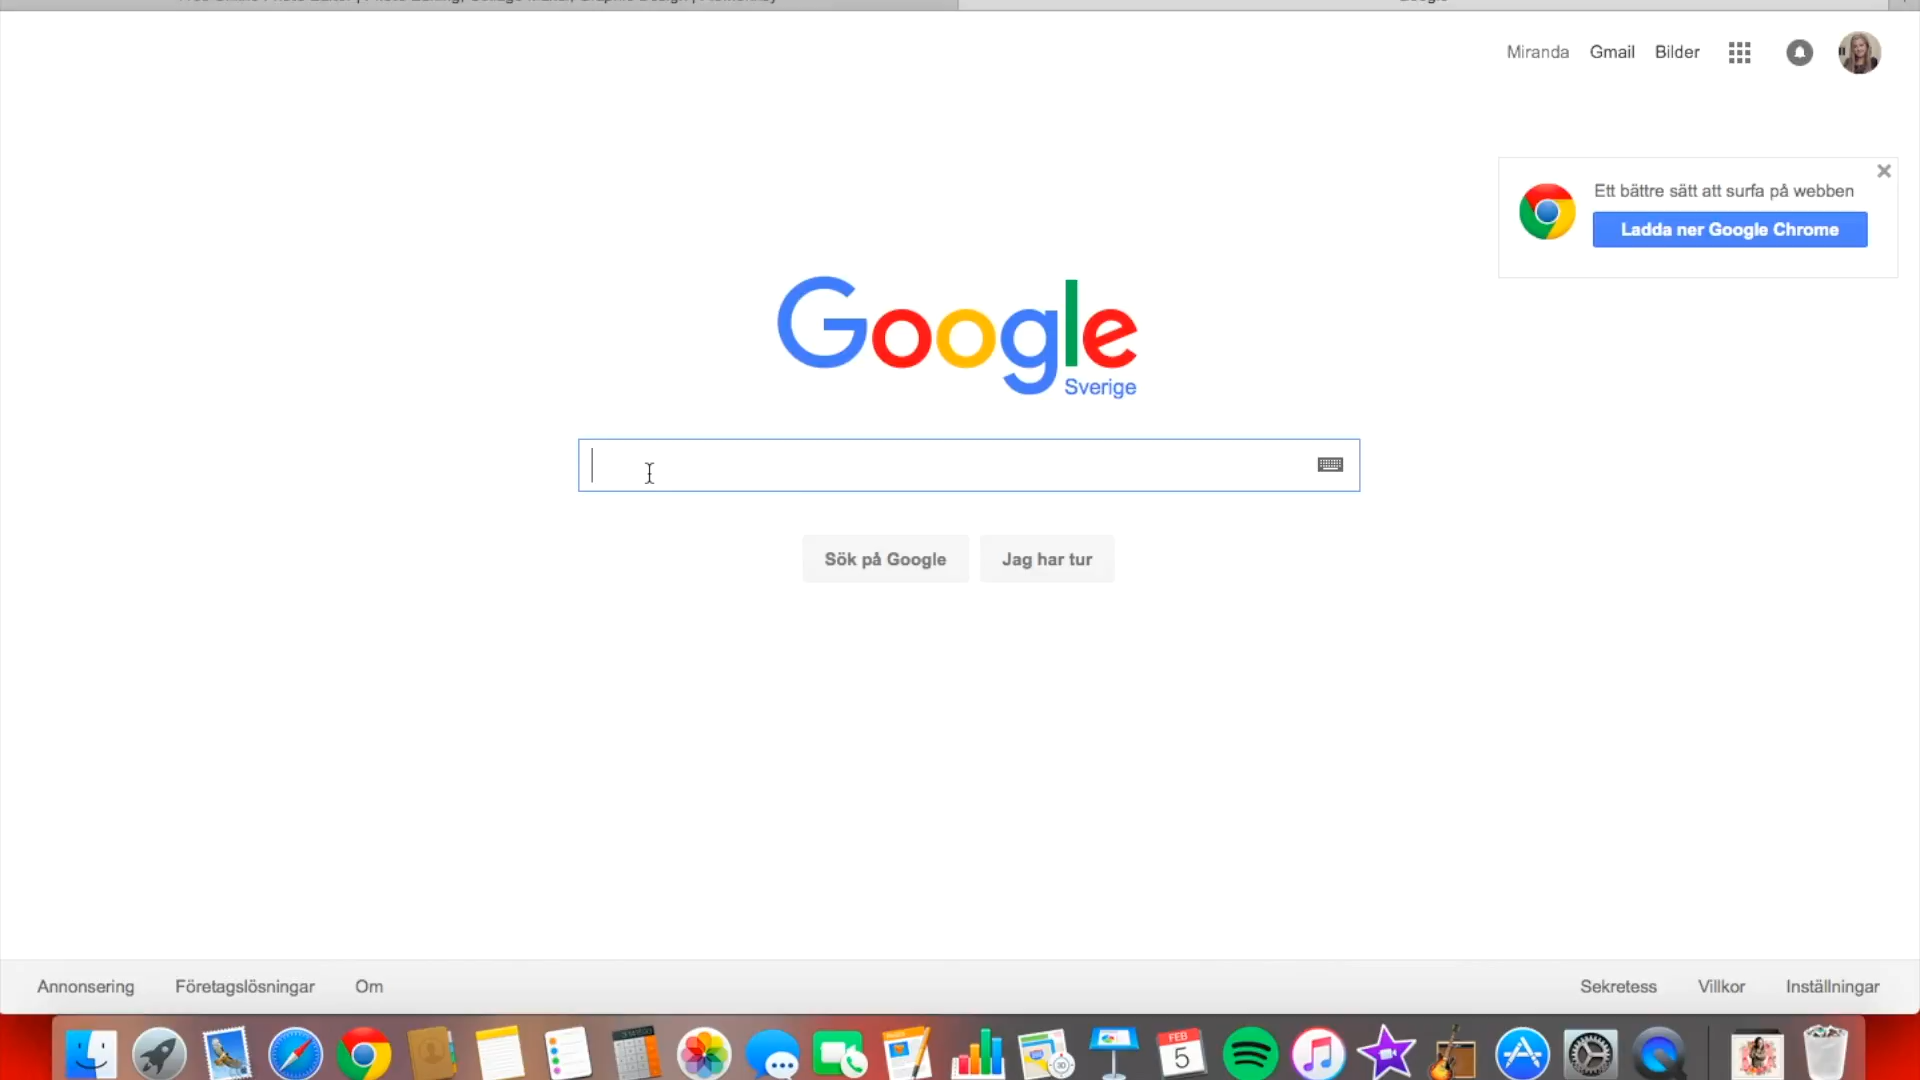 Google
Miranda Gmail Bilder
Ett bättre sätt att surfa på webben
Ladda ner Google Chrome
Google
Sverige
Sök på Google Jag har tur
Annonsering Företagslösningar Om
Sekretess Villkor Inställningar
FEB
5